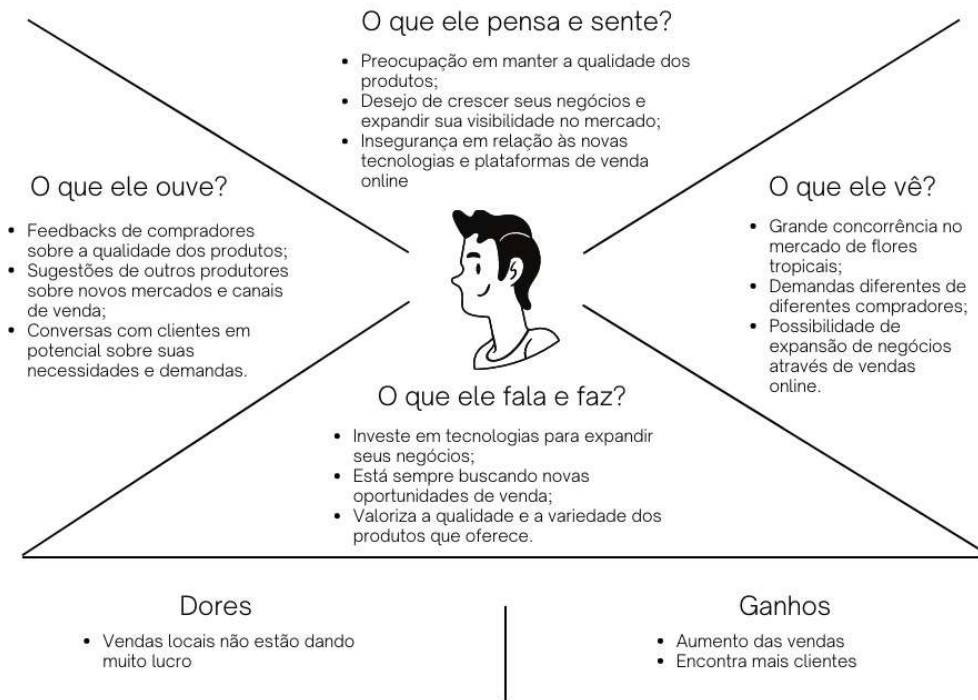 O que ele pensa e sente?
• Preocupação em manter a qualidade dos
produtos;
• Desejo de crescer seus negócios e
expandir sua visibilidade no mercado;
• Insegurança em relação às novas
tecnologias e plataformas de venda
online
O que ele ouve?
• Feedbacks de compradores
sobre a qualidade dos produtos;
• Sugestões de outros produtores
sobre novos mercados e canais
de venda;
• Conversas com clientes em
potencial sobre suas
necessidades e demandas.
O que ele vê?
• Grande concorrência no
mercado de flores
tropicais;
• Demandas diferentes de
diferentes compradores;
• Possibilidade de
expansão de negócios
através de vendas
online.
O que ele fala e faz?
• Investe em tecnologias para expandir
seus negócios;
• Está sempre buscando novas
oportunidades de venda;
• Valoriza a qualidade e a variedade dos
produtos que oferece.
Dores
• Vendas locais não estão dando
muito lucro
Ganhos
• Aumento das vendas
• Encontra mais clientes